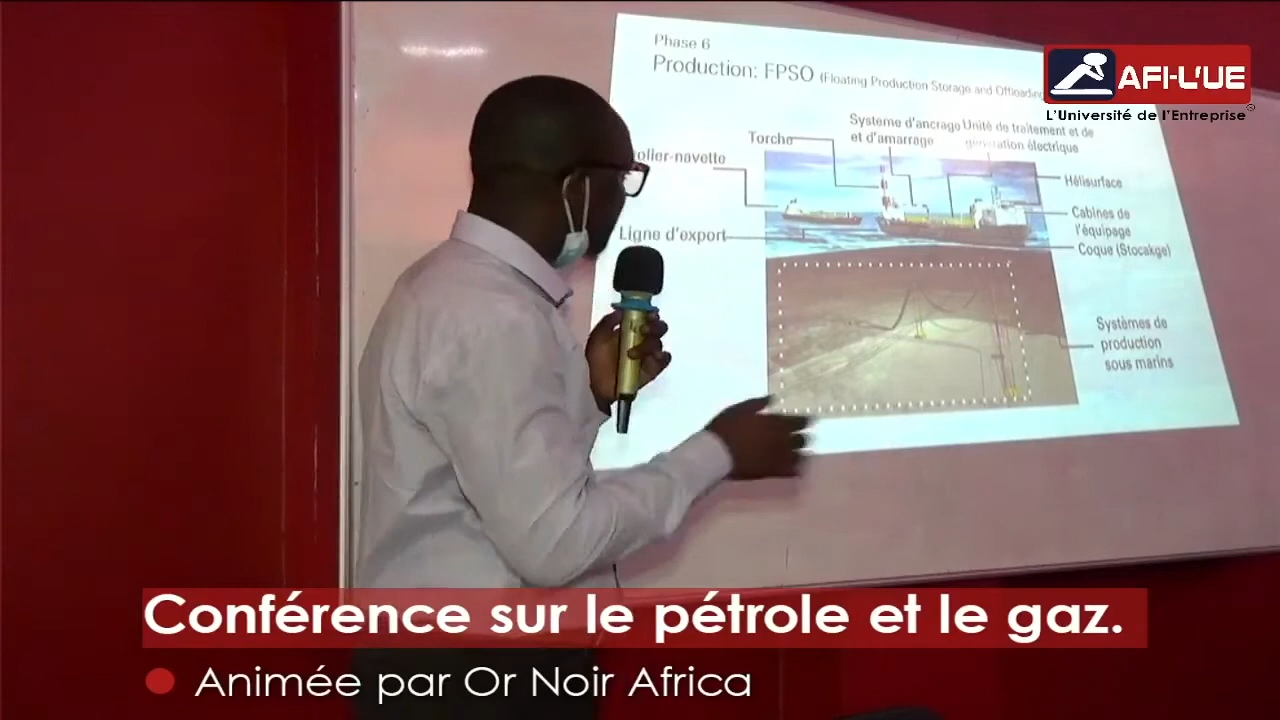 Phase 6
Production: FPSO (Floating Production Storage and Offloading
AFI-L'UE
L'Université de l'Entreprise
Torche
Systeme d'ancrage
et d'amarrage
Unité de traitement et de
génération électrique
olier-navette
Hélisurface
Cabines de
l'équipage
Ligne d'export
Coque (Stocakge)
Systèmes de
production
sous marins
Conférence sur le pétrole et le gaz.
Animée par Or Noir Africa